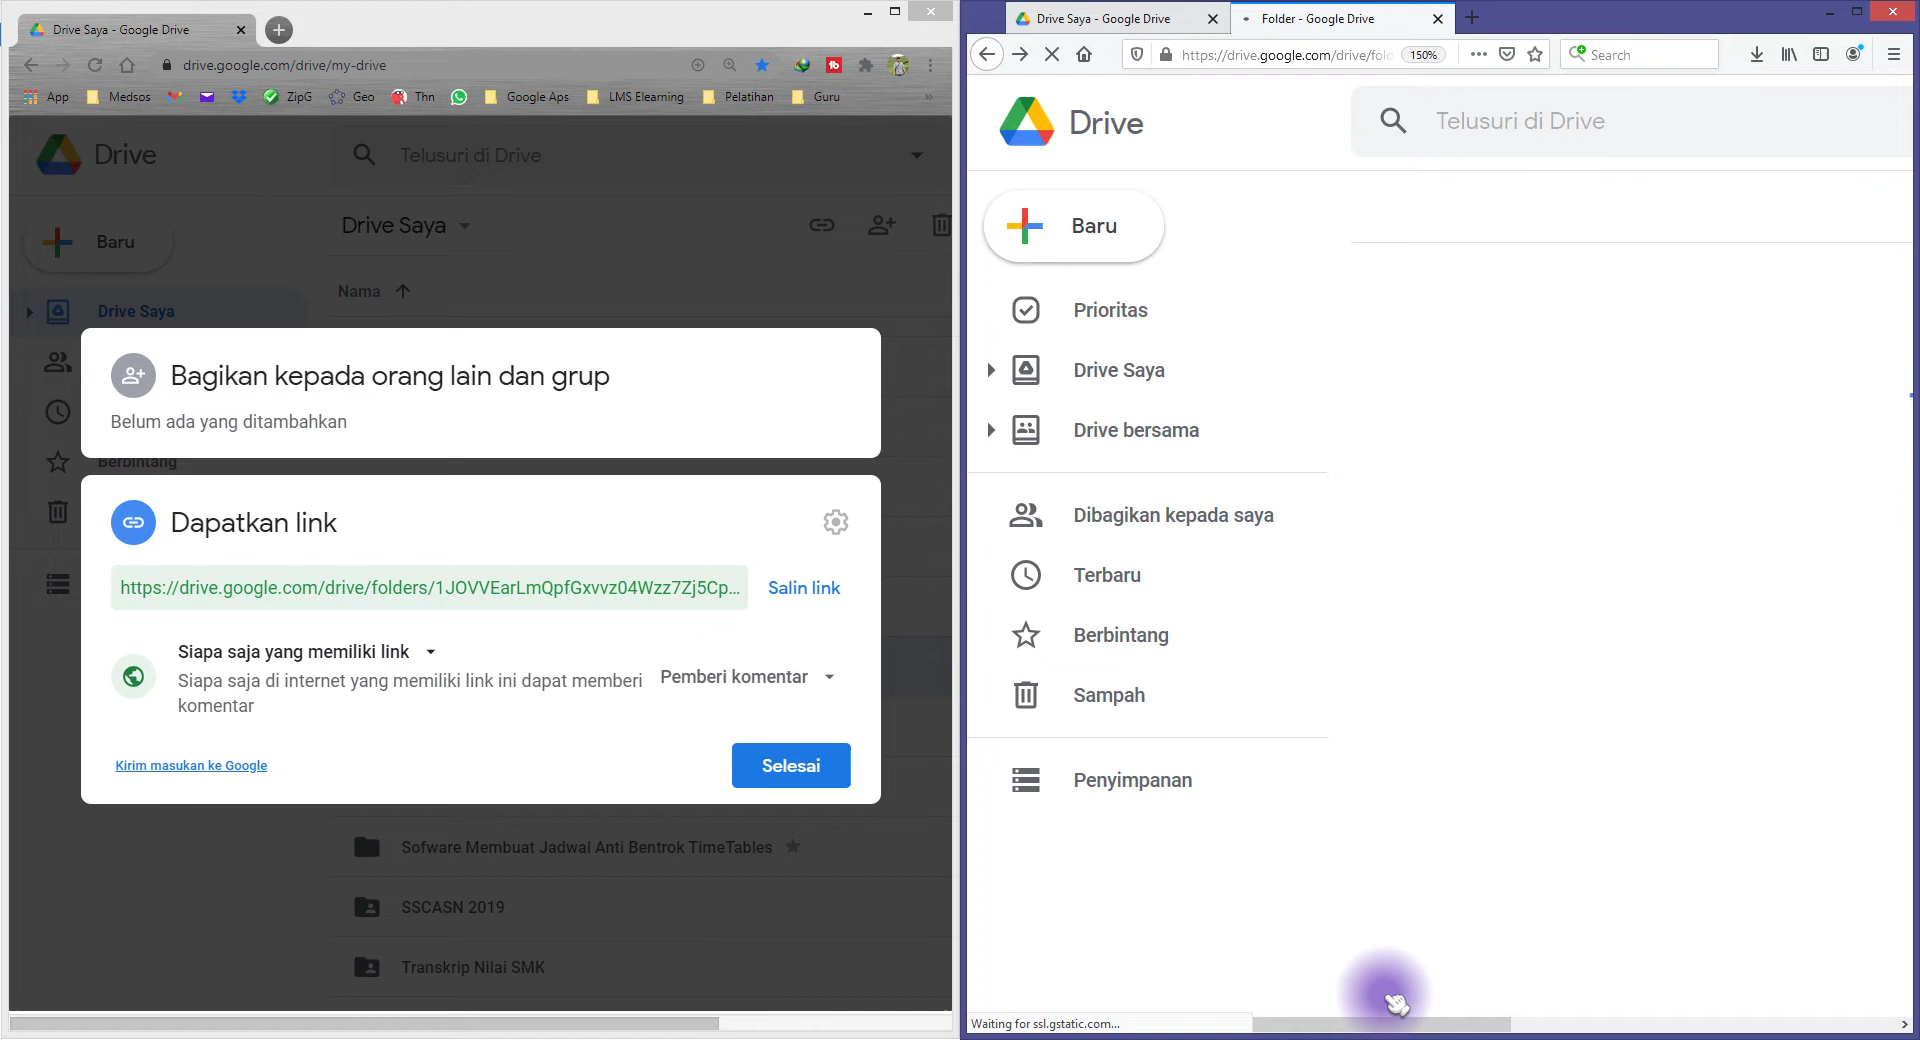 Drive Saya - Google Drive
drive.google.com/drive/my-drive
App
Medsos
ZipG
Geo
Thn
Google Aps
LMS Elearning
Pelatihan
Guru
»
Drive
Telusuri di Drive
Baru
Drive Saya
Nama
Drive Saya
Bagikan kepada orang lain dan grup
Belum ada yang ditambahkan
Berbintang
Dapatkan link
https://drive.google.com/drive/folders/1JOVVEarLmQpfGxvvz04Wzz7Zj5Cp...
Salin link
Siapa saja yang memiliki link
Siapa saja di internet yang memiliki link ini dapat memberi
komentar
Pemberi komentar
Kirim masukan ke Google
Selesai
Sofware Membuat Jadwal Anti Bentrok TimeTables
SSCASN 2019
Transkrip Nilai SMK
Drive Saya - Google Drive
Folder - Google Drive
https://drive.google.com/drive/fol
150%
Search
Drive
Telusuri di Drive
Baru
Prioritas
Drive Saya
Drive bersama
Dibagikan kepada saya
Terbaru
Berbintang
Sampah
Penyimpanan
Waiting for ssl.gstatic.com...